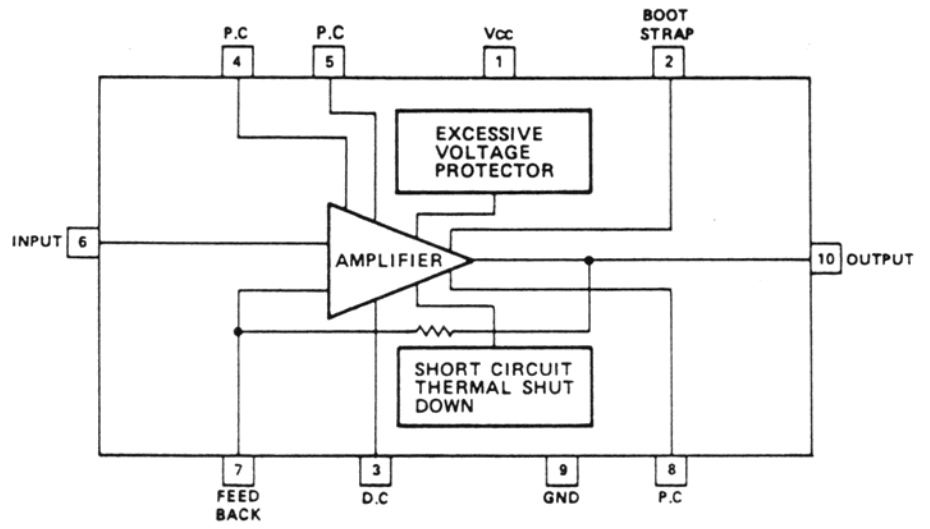 P.C
P.C
Vcc
BOOT
STRAP
4
5
1
2
EXCESSIVE
VOLTAGE
PROTECTOR
INPUT
6
AMPLIFIER
10
OUTPUT
SHORT CIRCUIT
THERMAL SHUT
DOWN
7
3
9
8
FEED
BACK
D.C
GND
P.C